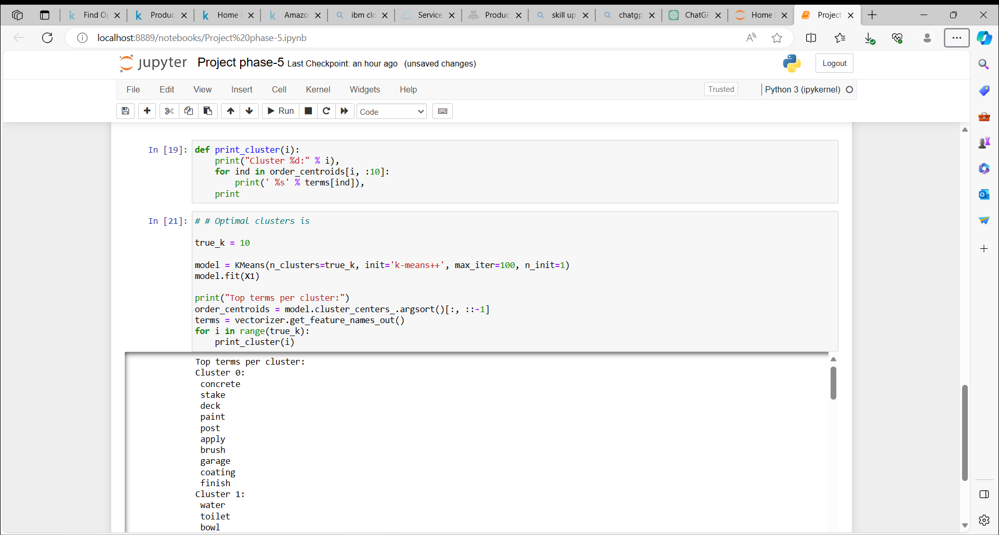 Find O
Produc
Home
Amazo
ibm clo
Service
Produc
skill up
chatgp
ChatGF
Home
Project
localhost:8889/notebooks/Project%20phase-5.ipynb
jupyter Project phase-5 Last Checkpoint: an hour ago (unsaved changes)
Logout
File Edit View Insert Cell Kernel Widgets Help
Trusted
Python 3 (ipykernel)
Run
Code
In [19]: def print_cluster(i):
    print("Cluster %d:" % i),
    for ind in order_centroids[i, :10]:
        print(' %s' % terms[ind]),
    print
In [21]: # # Optimal clusters is
true_k = 10
model = KMeans(n_clusters=true_k, init='k-means++', max_iter=100, n_init=1)
model.fit(X1)
print("Top terms per cluster:")
order_centroids = model.cluster_centers_.argsort()[:, ::-1]
terms = vectorizer.get_feature_names_out()
for i in range(true_k):
    print_cluster(i)
Top terms per cluster:
Cluster 0:
 concrete
 stake
 deck
 paint
 post
 apply
 brush
 garage
 coating
 finish
Cluster 1:
 water
 toilet
 bowl